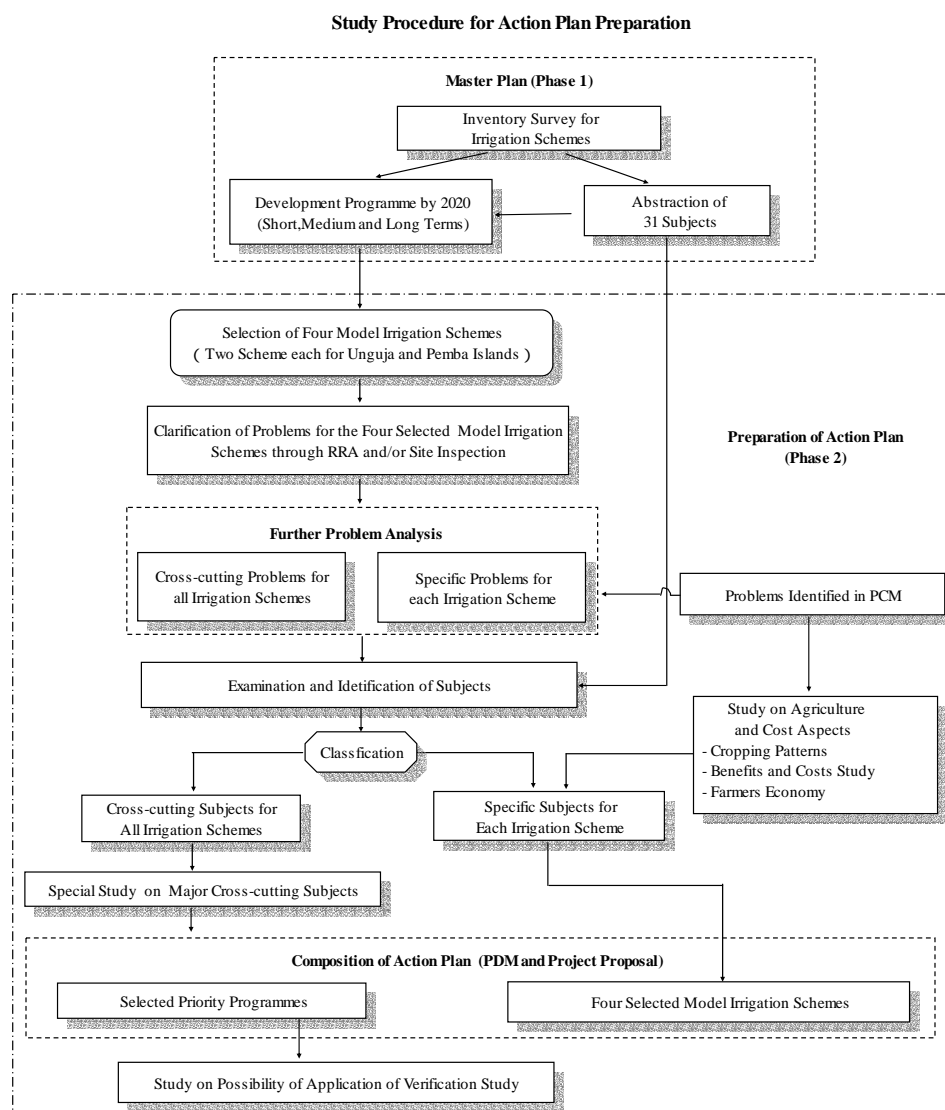 Study Procedure for Action Plan Preparation
Master Plan (Phase 1)
Inventory Survey for
Irrigation Schemes
Development Programme by 2020
(Short,Medium and Long Terms)
Abstraction of
31 Subjects
Selection of Four Model Irrigation Schemes
( Two Scheme each for Unguja and Pemba Islands )
Clarification of Problems for the Four Selected Model Irrigation
Schemes through RRA and/or Site Inspection
Preparation of Action Plan
(Phase 2)
Further Problem Analysis
Cross-cutting Problems for
all Irrigation Schemes
Specific Problems for
each Irrigation Scheme
Problems Identified in PCM
Examination and Idetification of Subjects
Study on Agriculture
and Cost Aspects
- Cropping Patterns
- Benefits and Costs Study
- Farmers Economy
Classfication
Cross-cutting Subjects for
All Irrigation Schemes
Specific Subjects for
Each Irrigation Scheme
Special Study on Major Cross-cutting Subjects
Composition of Action Plan (PDM and Project Proposal)
Selected Priority Programmes
Four Selected Model Irrigation Schemes
Study on Possibility of Application of Verification Study